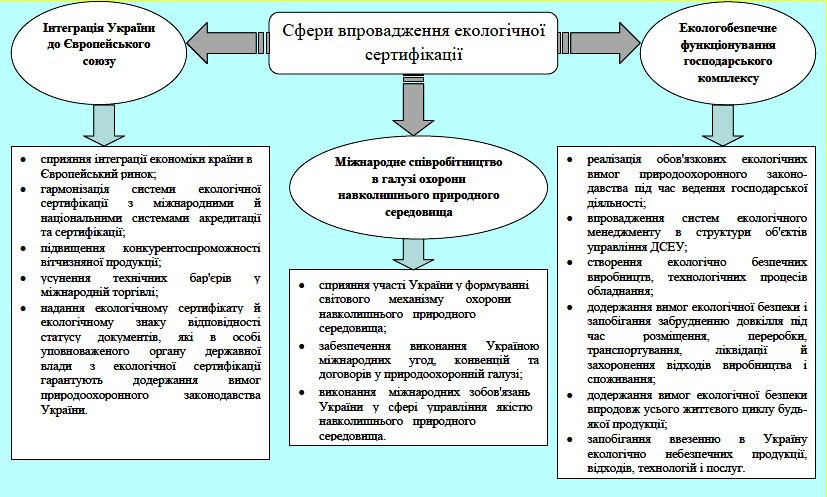 Сфери впровадження екологічної
сертифікації
Інтеграція України
до Європейського
союзу
• сприяння інтеграції економіки країни в
Європейський ринок;
• гармонізація системи екологічної
сертифікації з міжнародними й
національними системами акредитації
та сертифікації;
• підвищення конкурентоспроможності
вітчизняної продукції;
• усунення технічних бар'єрів у
міжнародній торгівлі;
• надання екологічному сертифікату й
екологічному знаку відповідності
статусу документів, які в особі
уповноваженого органу державної
влади з екологічної сертифікації
гарантують додержання вимог
природоохоронного законодавства
України.
Міжнародне співробітництво
в галузі охорони
навколишнього природного
середовища
• сприяння участі України у формуванні
світового механізму охорони
навколишнього природного
середовища;
• забезпечення виконання Україною
міжнародних угод, конвенцій та
договорів у природоохоронній галузі;
• виконання міжнародних зобов'язань
України у сфері управління якістю
навколишнього природного
середовища.
Екологобезпечне
функціонування
господарського
комплексу
• реалізація обов'язкових екологічних
вимог природоохоронного законо-
давства під час ведення господарської
діяльності;
• впровадження систем екологічного
менеджменту в структури об'єктів
управління ДСЕУ;
• створення екологічно безпечних
виробництв, технологічних процесів
обладнання;
• додержання вимог екологічної безпеки і
запобігання забрудненню довкілля під
час розміщення, переробки,
транспортування, ліквідації й
захоронення відходів виробництва і
споживання;
• додержання вимог екологічної безпеки
впродовж усього життєвого циклу будь-
якої продукції;
• запобігання ввезенню в Україну
екологічно небезпечних продукції,
відходів, технологій і послуг.